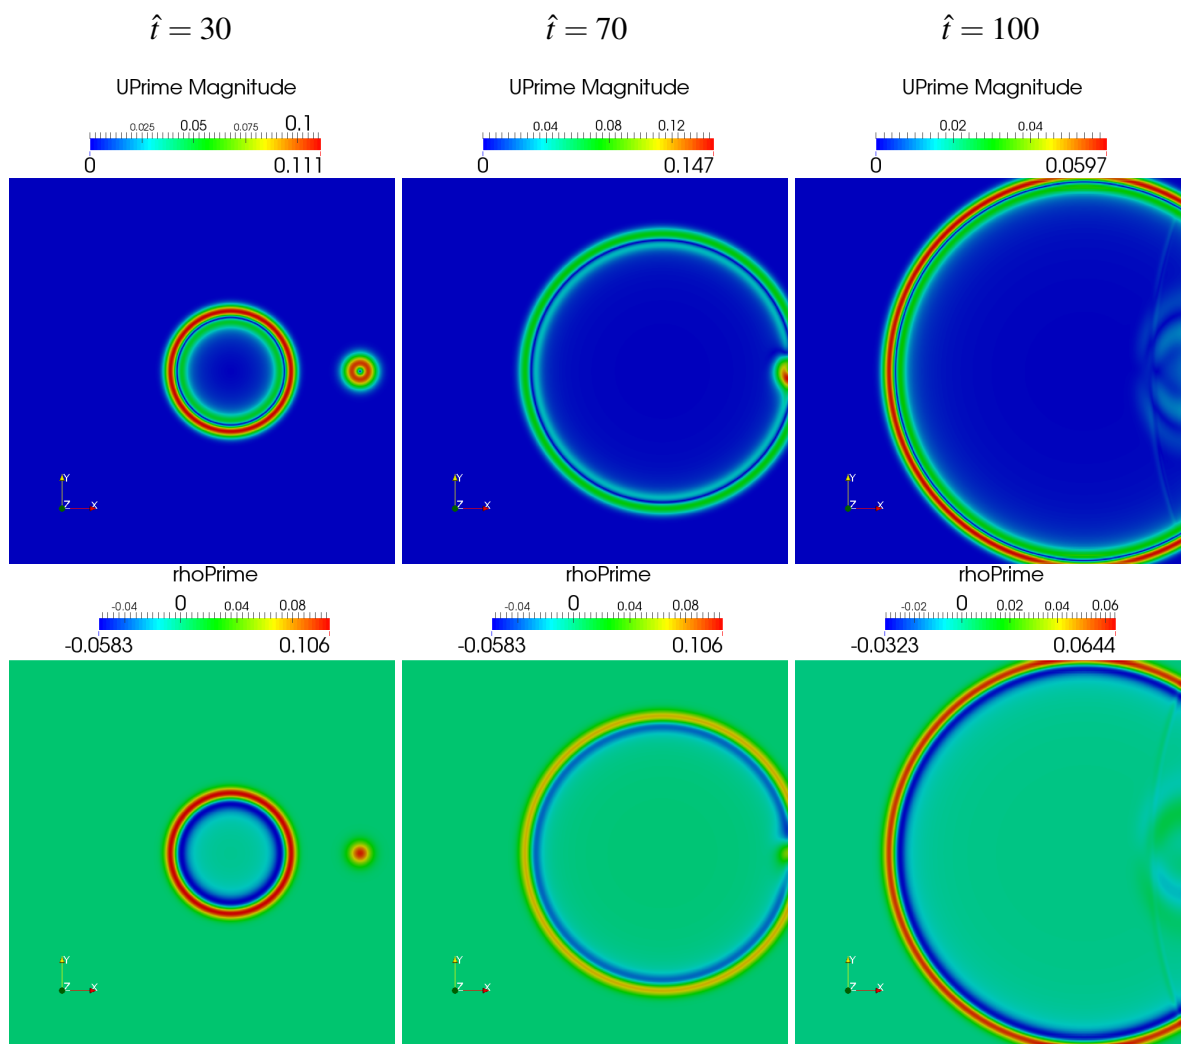 t̂ = 30 t̂ = 70 t̂ = 100
UPrime Magnitude UPrime Magnitude UPrime Magnitude
0.025 0.05 0.075 0.1 0.04 0.08 0.12 0.02 0.04
0 0.111 0 0.147 0 0.0597
Y Y Y
Z X Z X Z X
rhoPrime rhoPrime rhoPrime
-0.04 0 0.04 0.08 -0.04 0 0.04 0.08 -0.02 0 0.02 0.04 0.06
-0.0583 0.106 -0.0583 0.106 -0.0323 0.0644
Y Y Y
Z X Z X Z X